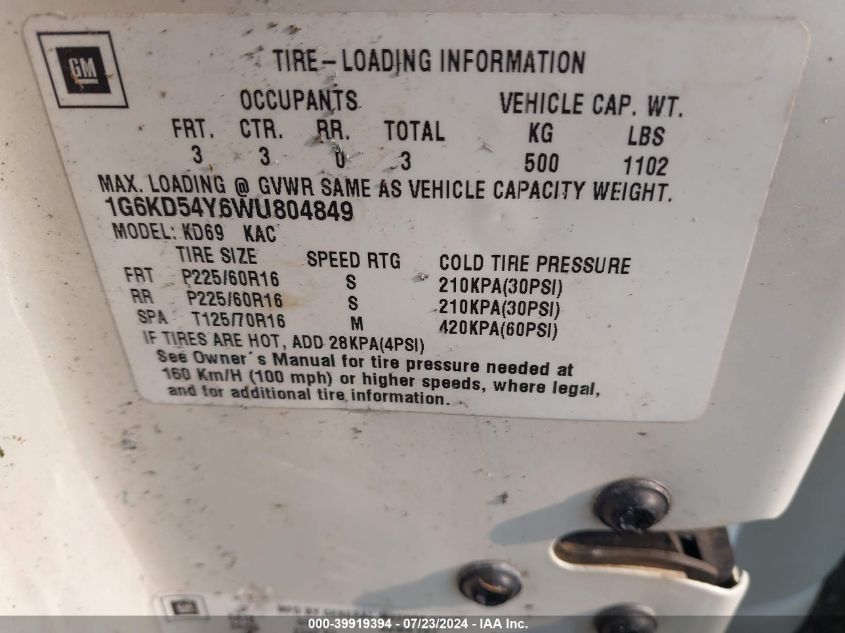 GM
TIRE-LOADING INFORMATION
OCCUPANTS VEHICLE CAP. WT.
FRT. CTR. RR. TOTAL KG LBS
3 3 0 3 500 1102
MAX. LOADING @ GVWR SAME AS VEHICLE CAPACITY WEIGHT.
1G6KD54Y6WU804849
MODEL: KD69 KAC
TIRE SIZE SPEED RTG COLD TIRE PRESSURE
FRT P225/60R16 S 210KPA(30PSI)
RR P225/60R16 S 210KPA(30PSI)
SPA T125/70R16 M 420KPA(60PSI)
IF TIRES ARE HOT, ADD 28KPA(4PSI)
See Owner's Manual for tire pressure needed at
160 Km/H (100 mph) or higher speeds, where legal,
and for additional tire information.
GM
MFD BY GENERAL
000-39919394 - 07/23/2024 - IAA Inc.